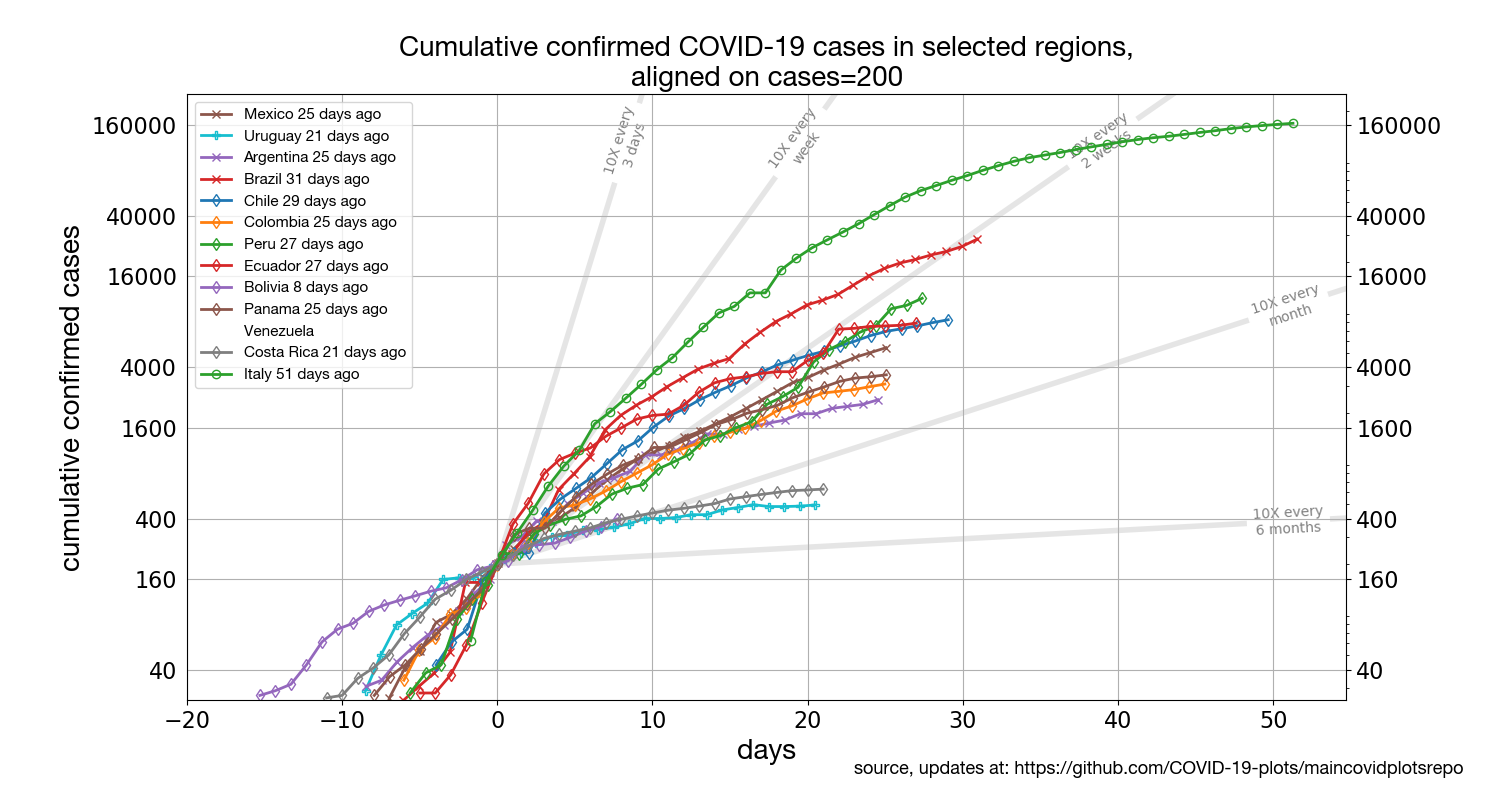 Cumulative confirmed COVID-19 cases in selected regions,
aligned on cases=200
Mexico 25 days ago
Uruguay 21 days ago
Argentina 25 days ago
Brazil 31 days ago
Chile 29 days ago
Colombia 25 days ago
Peru 27 days ago
Ecuador 27 days ago
Bolivia 8 days ago
Panama 25 days ago
Venezuela
Costa Rica 21 days ago
Italy 51 days ago
10X every
3 days
10X every
week
10X every
2 weeks
10X every
month
10X every
6 months
cumulative confirmed cases
160000
40000
16000
4000
1600
400
160
40
160000
40000
16000
4000
1600
400
160
40
−20 −10 0 10 20 30 40 50
days
source, updates at: https://github.com/COVID-19-plots/maincovidplotsrepo